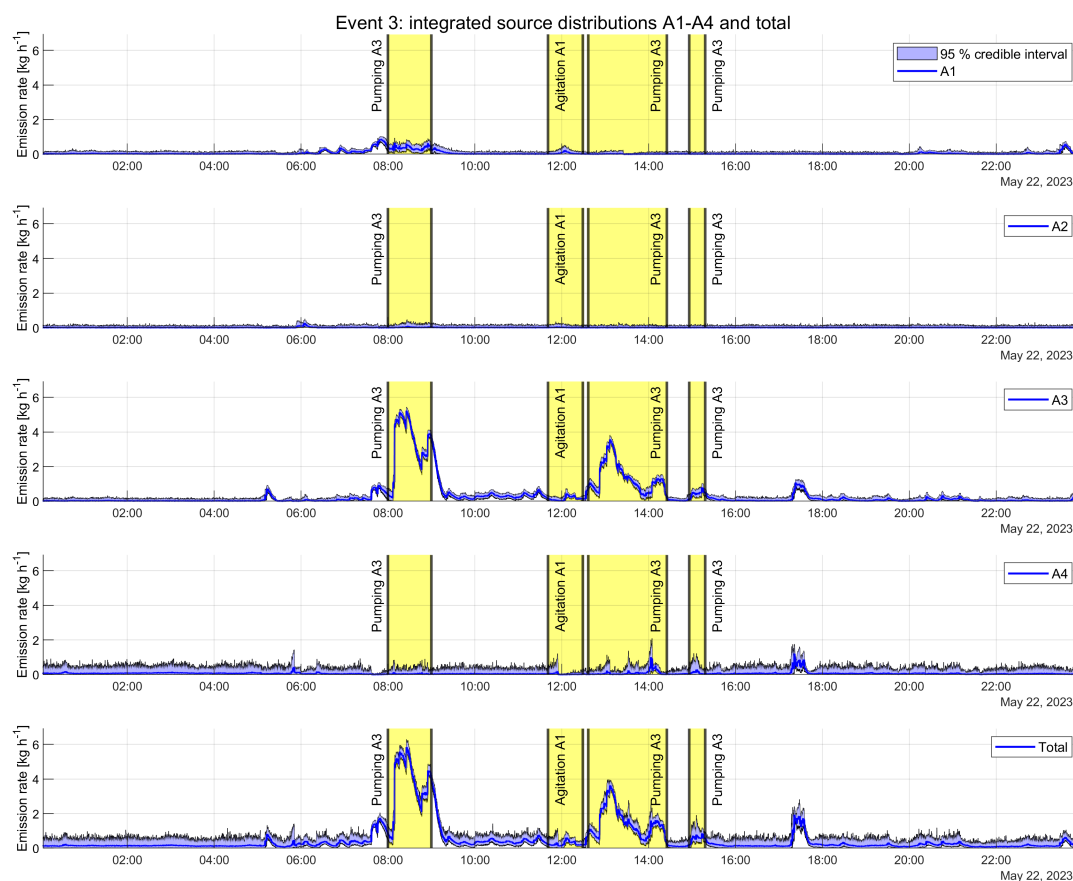 Event 3: integrated source distributions A1-A4 and total
Emission rate [kg h-1]
6
4
2
0
Pumping A3
Agitation A1
Pumping A3
Pumping A3
95 % credible interval
A1
02:00 04:00 06:00 08:00 10:00 12:00 14:00 16:00 18:00 20:00 22:00
May 22, 2023
Emission rate [kg h-1]
6
4
2
0
Pumping A3
Agitation A1
Pumping A3
Pumping A3
A2
02:00 04:00 06:00 08:00 10:00 12:00 14:00 16:00 18:00 20:00 22:00
May 22, 2023
Emission rate [kg h-1]
6
4
2
0
Pumping A3
Agitation A1
Pumping A3
Pumping A3
A3
02:00 04:00 06:00 08:00 10:00 12:00 14:00 16:00 18:00 20:00 22:00
May 22, 2023
Emission rate [kg h-1]
6
4
2
0
Pumping A3
Agitation A1
Pumping A3
Pumping A3
A4
02:00 04:00 06:00 08:00 10:00 12:00 14:00 16:00 18:00 20:00 22:00
May 22, 2023
Emission rate [kg h-1]
6
4
2
0
Pumping A3
Agitation A1
Pumping A3
Pumping A3
Total
02:00 04:00 06:00 08:00 10:00 12:00 14:00 16:00 18:00 20:00 22:00
May 22, 2023